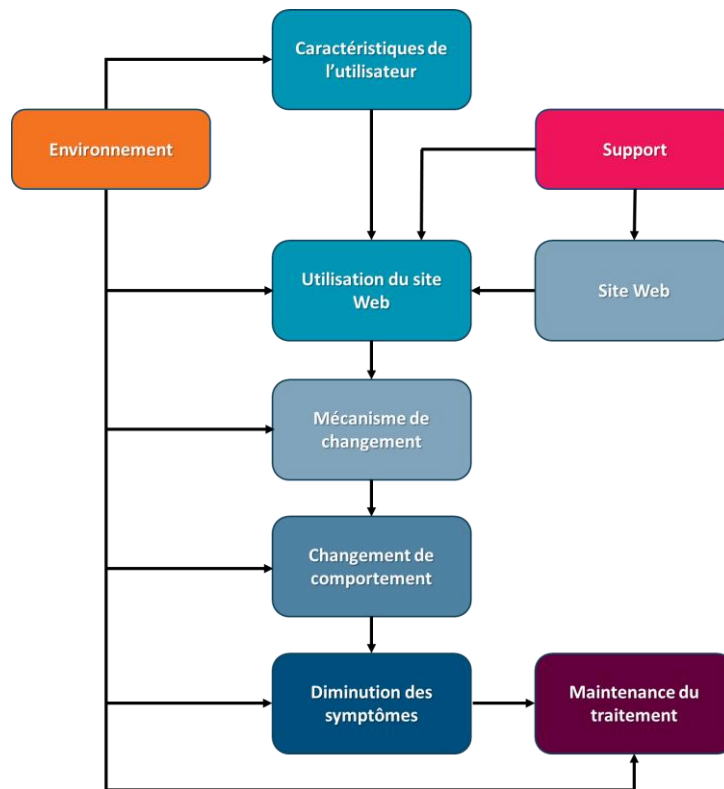 Caractéristiques de
l'utilisateur
Environnement
Support
Utilisation du site
Web
Site Web
Mécanisme de
changement
Changement de
comportement
Diminution des
symptômes
Maintenance du
traitement